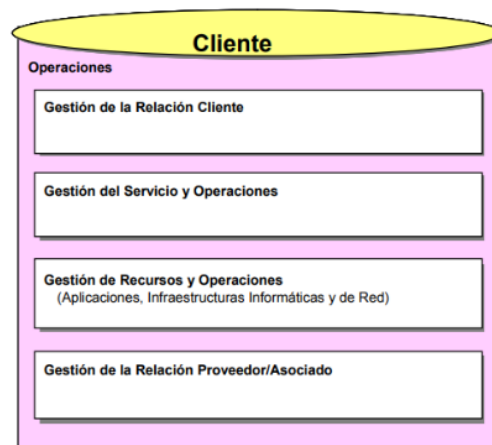 Cliente
Operaciones
Gestión de la Relación Cliente
Gestión del Servicio y Operaciones
Gestión de Recursos y Operaciones
(Aplicaciones, Infraestructuras Informáticas y de Red)
Gestión de la Relación Proveedor/Asociado